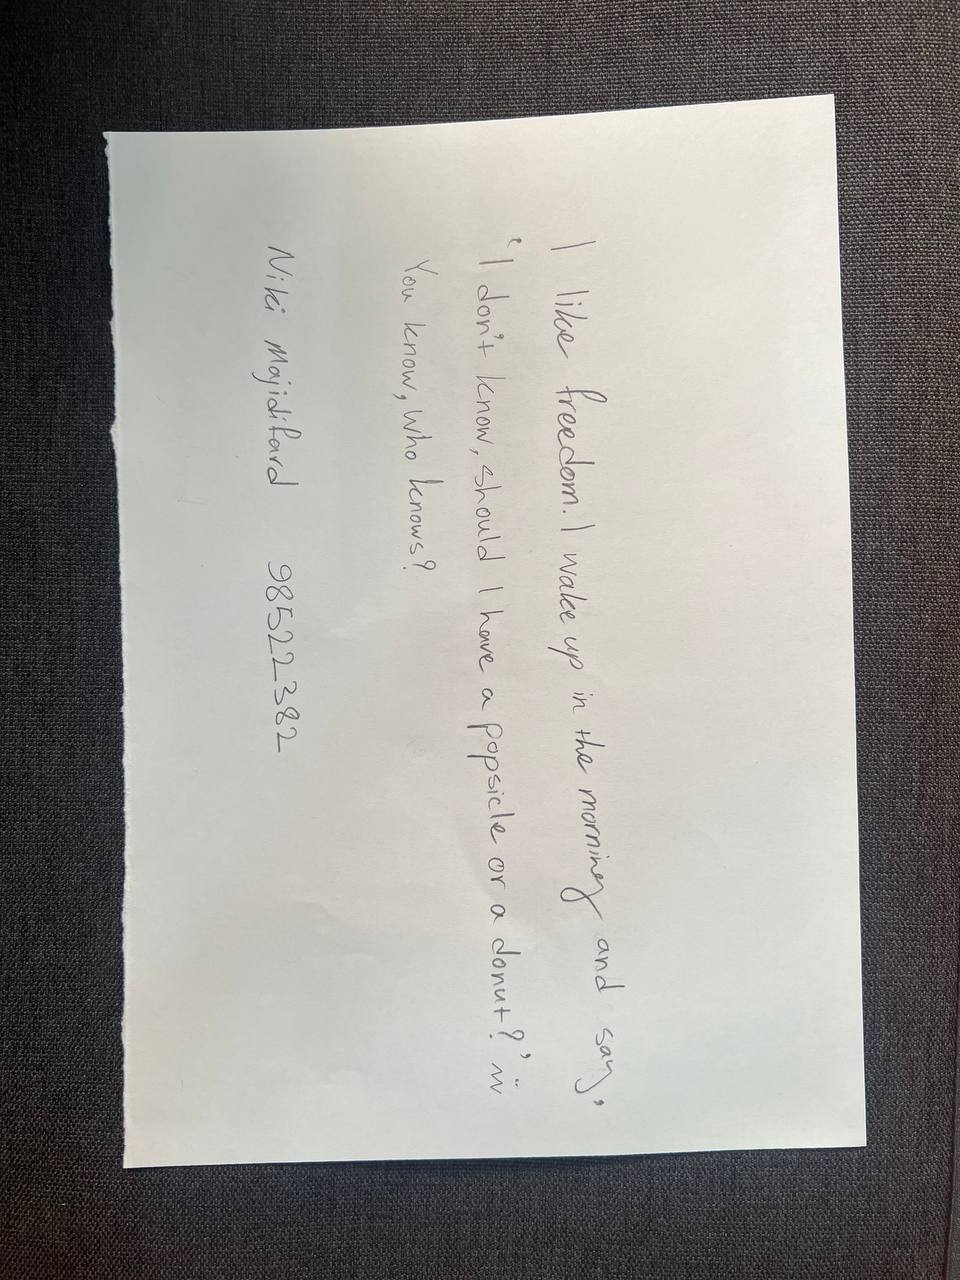 I like freedom. I wake up in the morning and say,
'I don't know, should I have a popsicle or a donut?' ü
You know, who knows?
Niki Majidifard 98522382